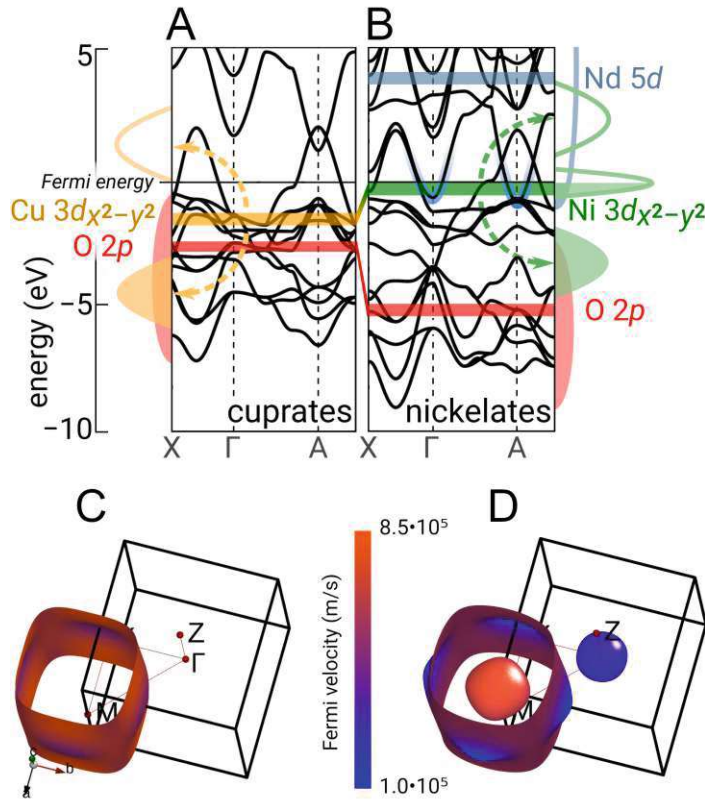 A
B
5
Nd 5d
Fermi energy
Cu 3dx²−y²
Ni 3dx²−y²
O 2p
−5
O 2p
energy (eV)
−10
cuprates
nickelates
X Γ A X Γ A
C
D
8.5•10⁵
Fermi velocity (m/s)
1.0•10⁵
Z
Γ
M
c
b
a
Z
M